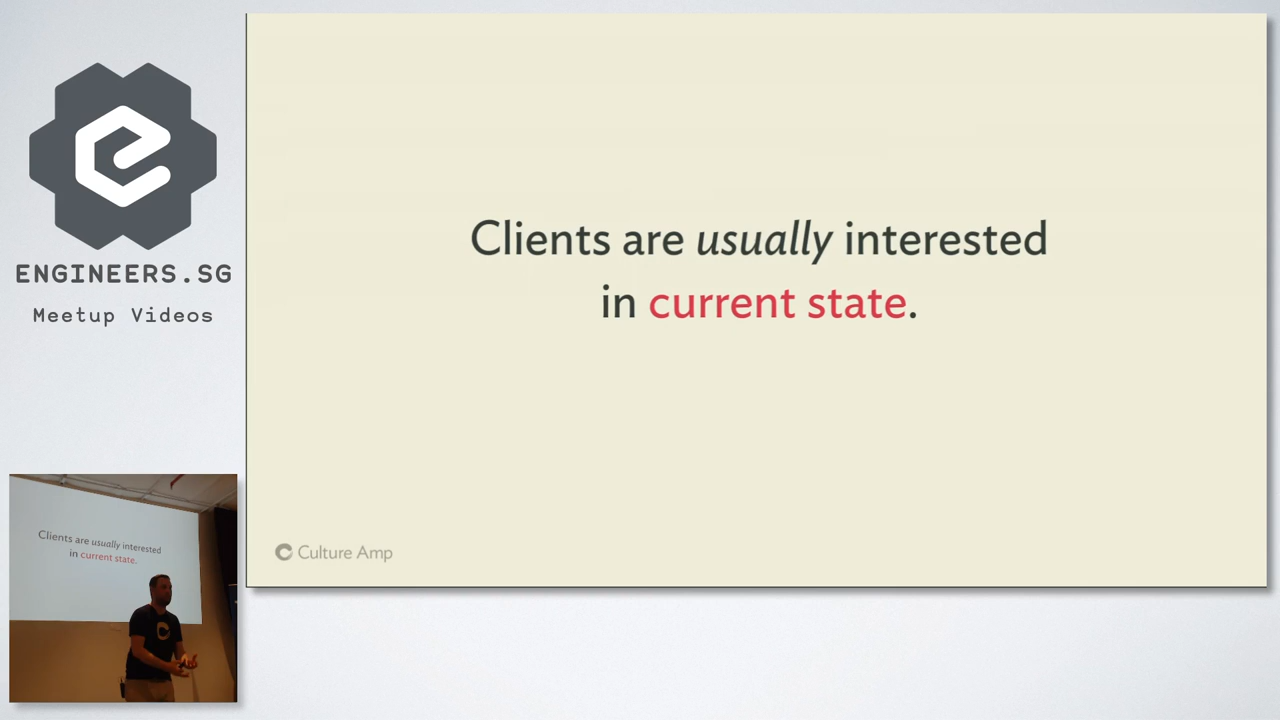 ENGINEERS.SG
Meetup Videos
Clients are usually interested
in current state.
Culture Amp
Clients are usually interested
in current state.